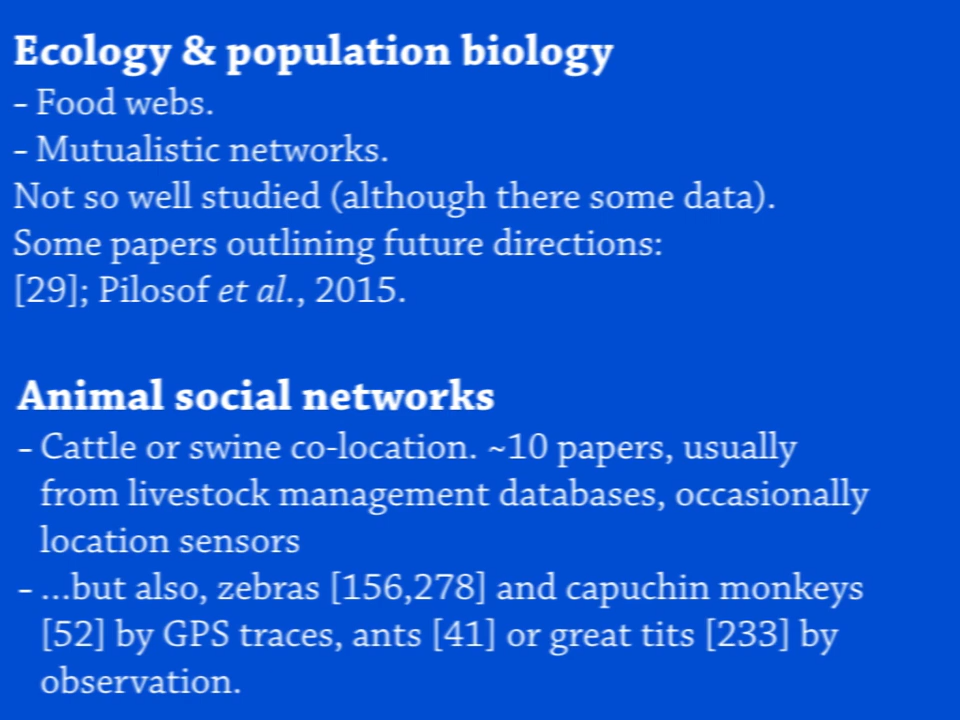 Ecology & population biology
– Food webs.
– Mutualistic networks.
Not so well studied (although there some data).
Some papers outlining future directions:
[29]; Pilosof et al., 2015.
Animal social networks
– Cattle or swine co-location. ~10 papers, usually
from livestock management databases, occasionally
location sensors
– ...but also, zebras [156,278] and capuchin monkeys
[52] by GPS traces, ants [41] or great tits [233] by
observation.